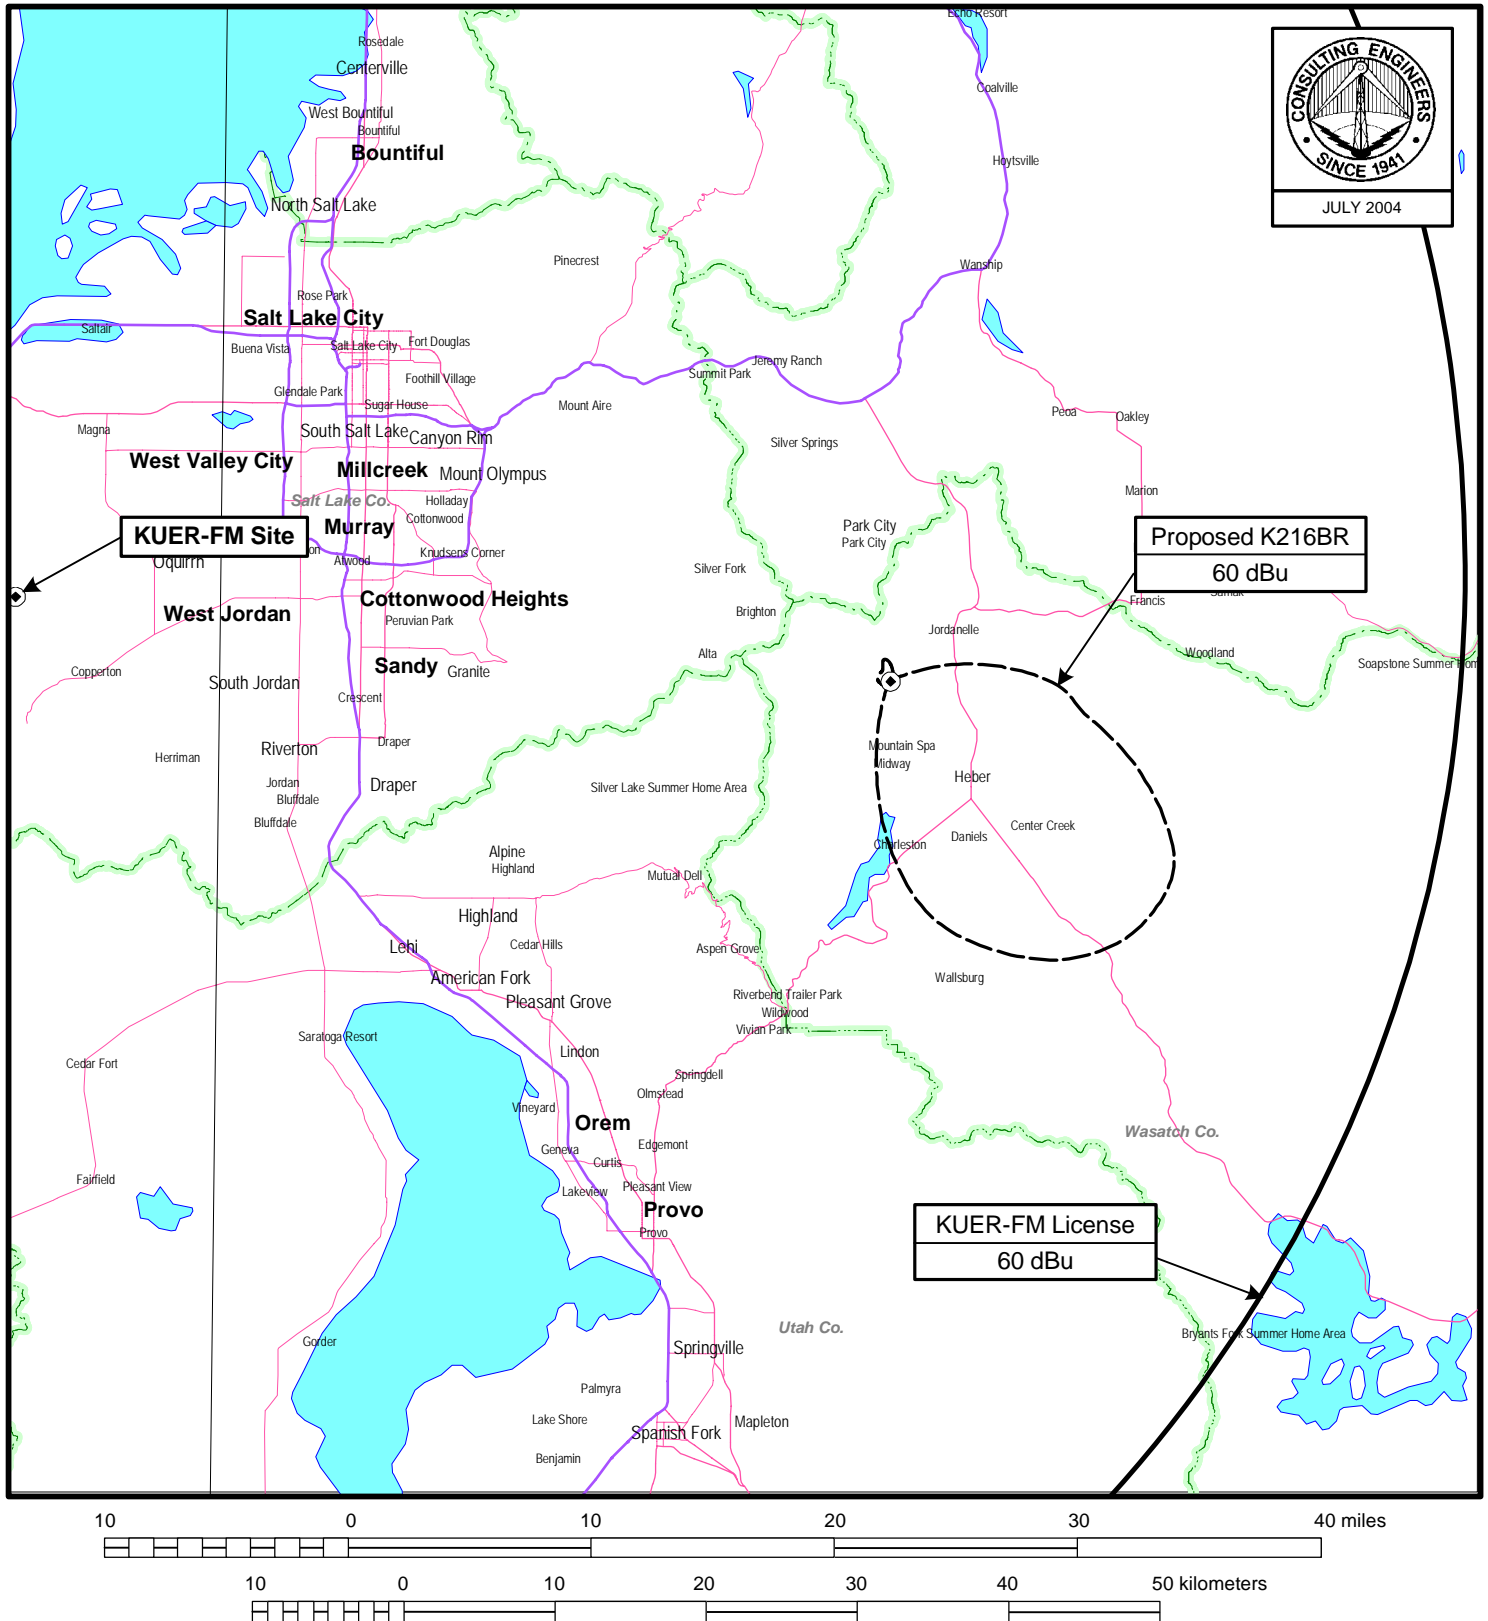 Echo Resort
Rosedale
Centerville
Coalville
West Bountiful
Bountiful
Bountiful
Hoytsville
CONSULTING ENGINEERS
SINCE 1941
JULY 2004
North Salt Lake
Pinecrest
Wanship
Rose Park
Salt Lake City
Saltair
Buena Vista
Salt Lake City
Fort Douglas
Jeremy Ranch
Summit Park
Foothill Village
Glendale Park
Sugar House
Mount Aire
Peoa
Oakley
Magna
South Salt Lake
Canyon Rim
Silver Springs
West Valley City
Millcreek
Mount Olympus
Marion
Salt Lake Co.
Holladay
Cottonwood
Murray
Park City
Park City
KUER-FM Site
Proposed K216BR
60 dBu
on
Atwood
Knudsens Corner
Oquirrh
Silver Fork
Cottonwood Heights
Francis
West Jordan
Brighton
Peruvian Park
Jordanelle
Alta
Woodland
Soapstone Summer Hom
Sandy
Granite
Copperton
South Jordan
Crescent
Draper
Riverton
Mountain Spa
Herriman
Midway
Heber
Jordan
Draper
Silver Lake Summer Home Area
Bluffdale
Bluffdale
Center Creek
Daniels
Charleston
Alpine
Highland
Mutual Dell
Highland
Lehi
Cedar Hills
Aspen Grove
American Fork
Wallsburg
Pleasant Grove
Riverbend Trailer Park
Wildwood
Vivian Park
Saratoga Resort
Lindon
Cedar Fort
Springdell
Olmstead
Vineyard
Orem
Wasatch Co.
Edgemont
Geneva
Curtis
Fairfield
Lakeview
Pleasant View
Provo
Provo
KUER-FM License
60 dBu
Utah Co.
Bryants Fork Summer Home Area
Gorder
Springville
Palmyra
Lake Shore
Mapleton
Spanish Fork
Benjamin
10 0 10 20 30 40 miles
10 0 10 20 30 40 50 kilometers